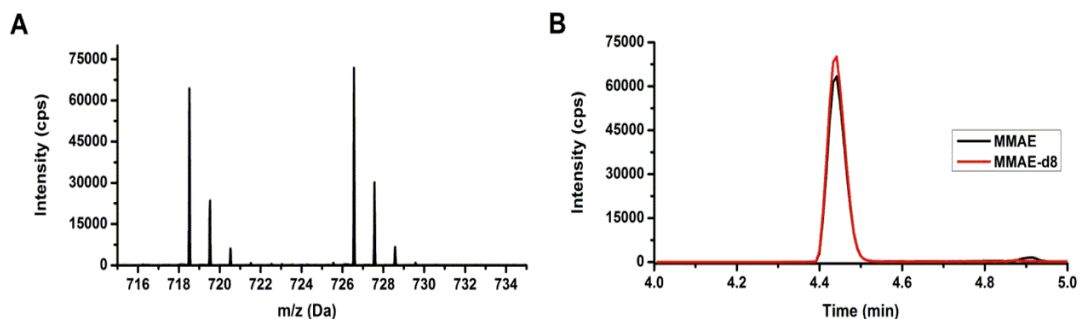 A
Intensity (cps)
75000
60000
45000
30000
15000
0
716 718 720 722 724 726 728 730 732 734
m/z (Da)
B
Intensity (cps)
75000
60000
45000
30000
15000
0
MMAE
MMAE-d8
4.0 4.2 4.4 4.6 4.8 5.0
Time (min)